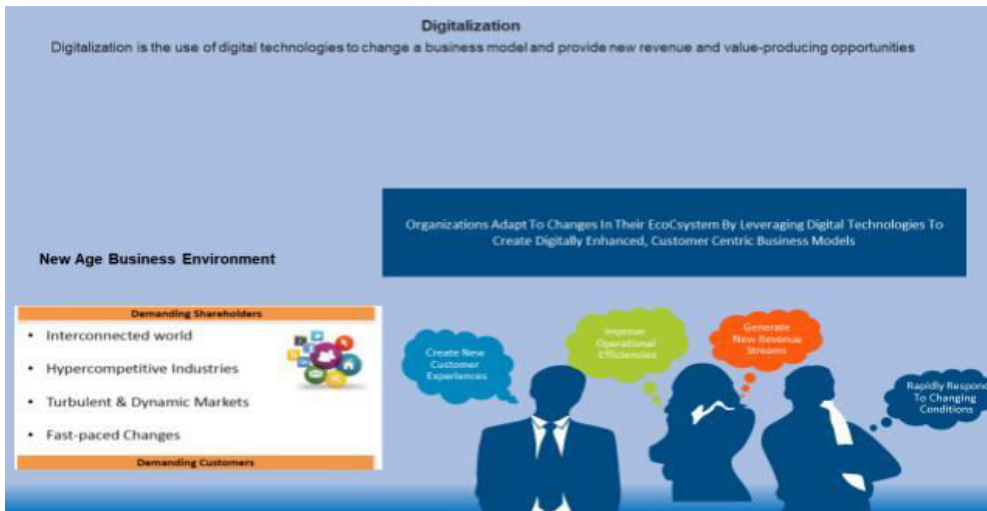 Digitalization
Digitalization is the use of digital technologies to change a business model and provide new revenue and value-producing opportunities
Organizations Adapt To Changes In Their EcoCsystem By Leveraging Digital Technologies To
Create Digitally Enhanced, Customer Centric Business Models
New Age Business Environment
Demanding Shareholders
• Interconnected world
• Hypercompetitive Industries
• Turbulent & Dynamic Markets
• Fast-paced Changes
Demanding Customers
Create New
Customer
Experiences
Improve
Operational
Efficiencies
Generate
New Revenue
Streams
Rapidly Respond
To Changing
Conditions